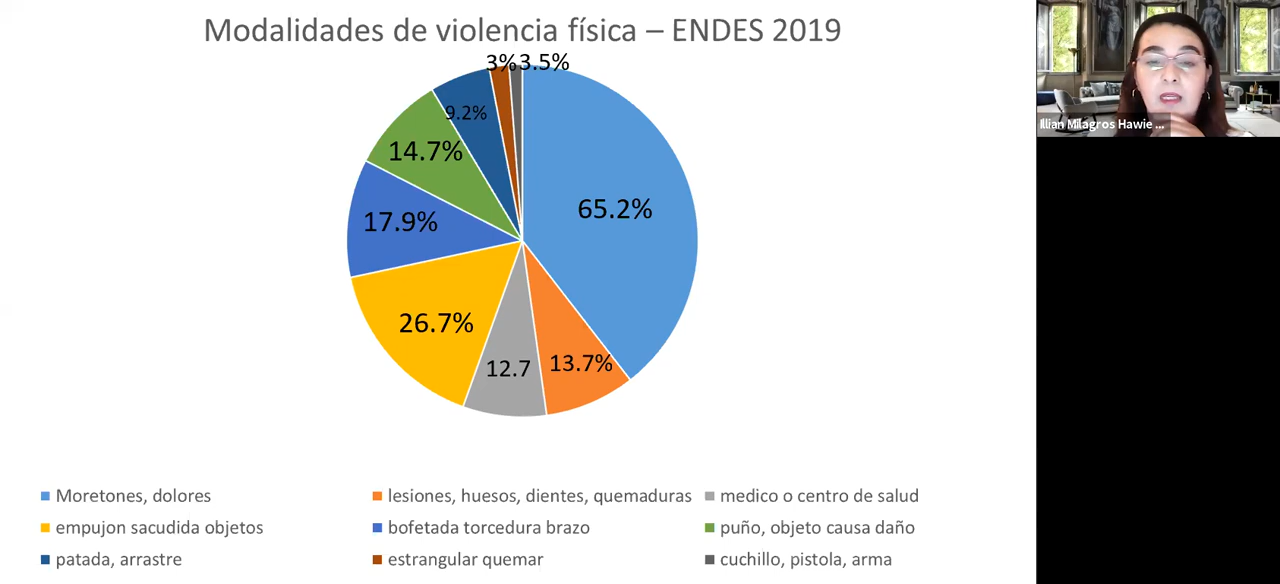 Modalidades de violencia física – ENDES 2019
3%
3.5%
9.2%
14.7%
65.2%
17.9%
26.7%
12.7
13.7%
Moretones, dolores
lesiones, huesos, dientes, quemaduras
medico o centro de salud
empujon sacudida objetos
bofetada torcedura brazo
puño, objeto causa daño
patada, arrastre
estrangular quemar
cuchillo, pistola, arma
Illian Milagros Hawie ...